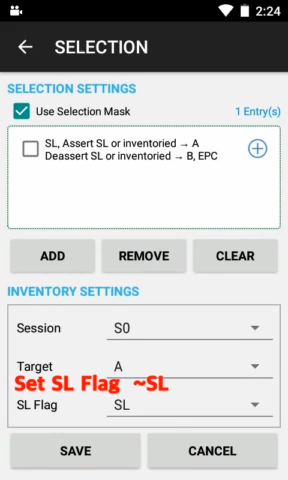 2:24
SELECTION
SELECTION SETTINGS
Use Selection Mask 1 Entry(s)
SL, Assert SL or inventoried → A
Deassert SL or inventoried → B, EPC
ADD REMOVE CLEAR
INVENTORY SETTINGS
Session S0
Target A
Set SL Flag ~SL
SL Flag SL
SAVE CANCEL